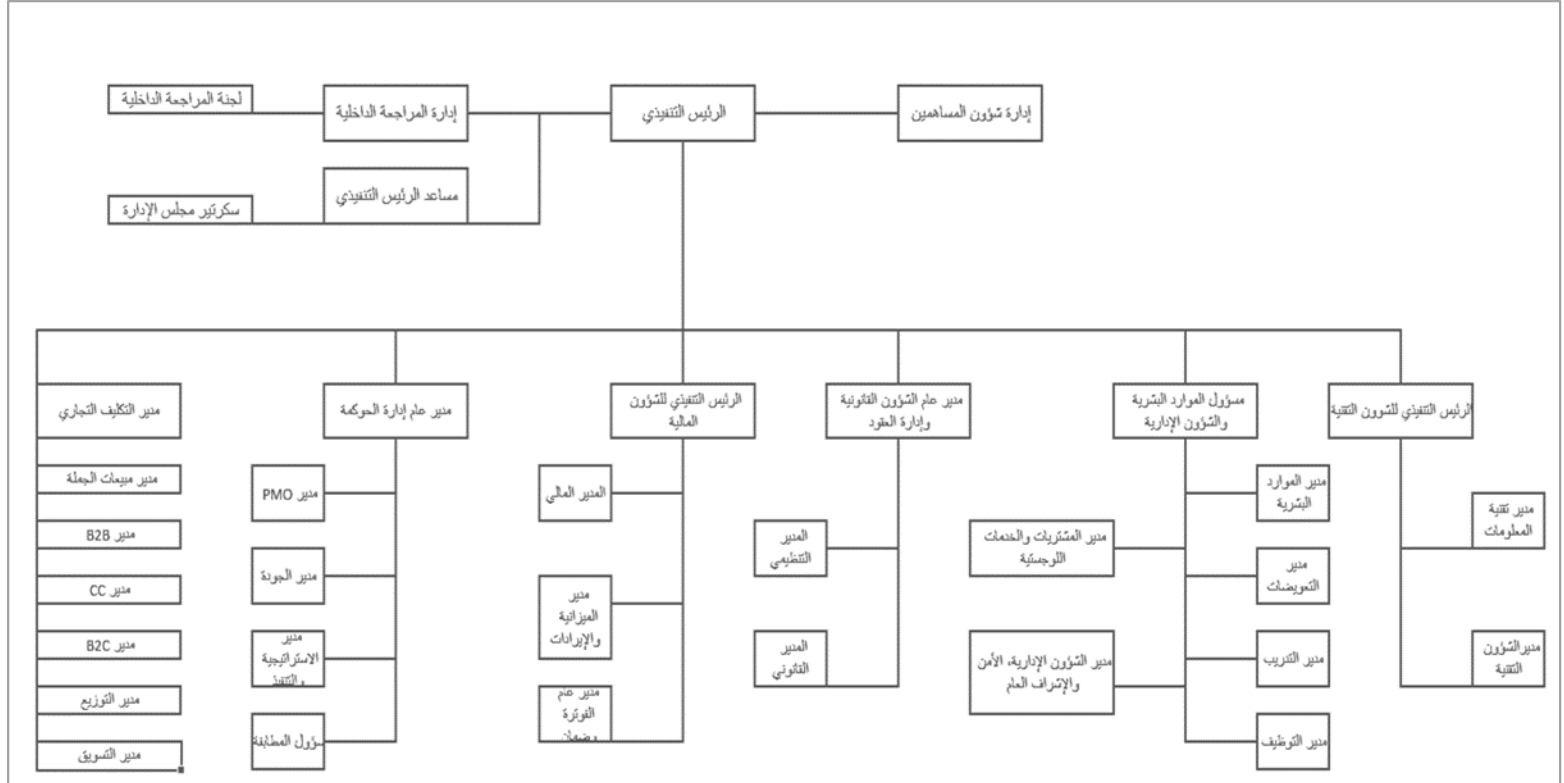 إدارة شؤون المساهمين
الرئيس التنفيذي
إدارة المراجعة الداخلية
لجنة المراجعة الداخلية
مساعد الرئيس التنفيذي
سكرتير مجلس الإدارة
الرئيس التنفيذي للشوون التقنية
مدير تقنية
المعلومات
مديرالشؤون
التقنية
مسؤول الموارد البشرية
والشؤون الإدارية
مدير الموارد
البشرية
مدير المشتريات والخدمات
اللوجستية
مدير
التعويضات
مدير التدريب
مدير الشؤون الإدارية، الأمن
والإشراف العام
مدير التوظيف
مدير عام الشؤون القانونية
وإدارة العقود
المدير
التنظيمي
المدير
القانوني
الرئيس التنفيذي للشؤون
المالية
المدير المالي
مدير
الميزانية
والإيرادات
مدير عام
الفوترة
وضمان
مدير عام إدارة الحوكمة
مدير PMO
مدير الجودة
مدير
الاستراتيجية
والتنفيذ
سؤول المطابقة
مدير التكليف التجاري
مدير مبيعات الجملة
مدير B2B
مدير CC
مدير B2C
مدير التوزيع
مدير التسويق